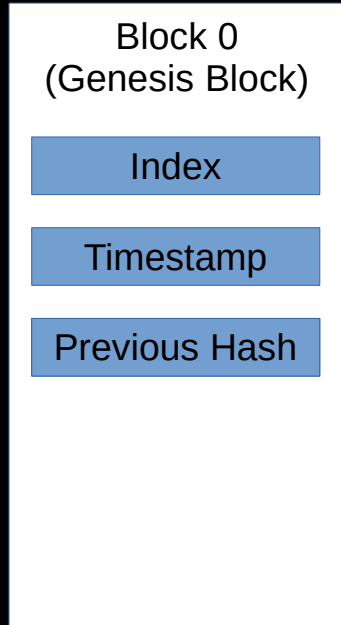 Block 0
(Genesis Block)
Index
Timestamp
Previous Hash